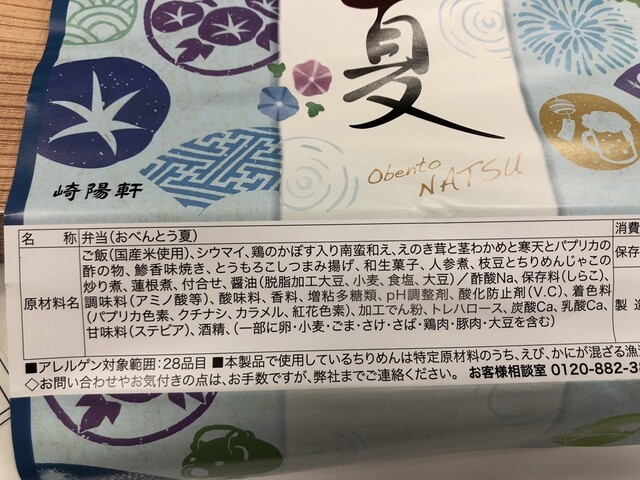 夏
Obento
NATSU
崎陽軒
名 称 弁当(おべんとう夏)
消費
ご飯(国産米使用)、シウマイ、鶏のかぼす入り南蛮和え、えのき茸と茎わかめと寒天とパプリカの
保存
酢の物、鰺香味焼き、とうもろこしつまみ揚げ、和生菓子、人参煮、枝豆とちりめんじゃこの
炒り煮、蓮根煮、付合せ、醤油(脱脂加工大豆、小麦、食塩、大豆)/酢酸Na、保存料(しらこ)、
原材料名 調味料(アミノ酸等)、酸味料、香料、増粘多糖類、pH調整剤、酸化防止剤(V.C)、着色料
製
(パプリカ色素、クチナシ、カラメル、紅花色素)、加工でん粉、トレハロース、炭酸Ca、乳酸Ca、
甘味料(ステビア)、酒精、(一部に卵・小麦・ごま・さけ・さば・鶏肉・豚肉・大豆を含む)
■アレルゲン対象範囲:28品目 ■本製品で使用しているちりめんは特定原材料のうち、えび、かにが混ざる漁
◇お問い合わせやお気付きの点は、お手数ですが、弊社までご連絡ください。 お客様相談室 0120-882-3